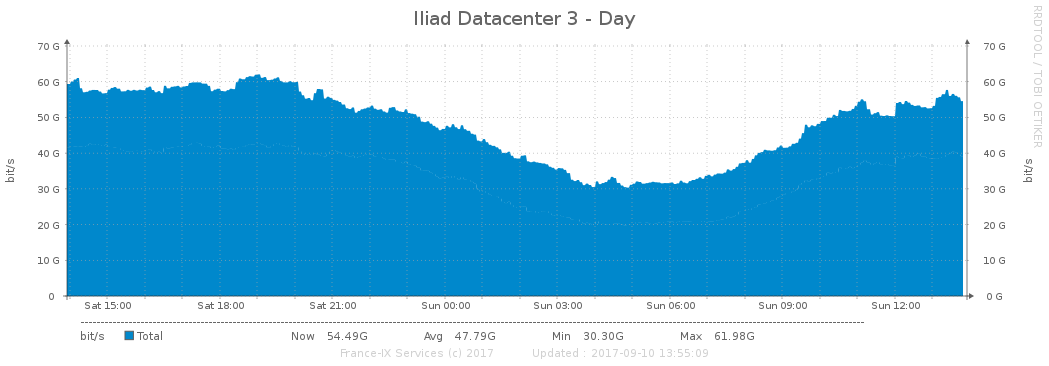 Iliad Datacenter 3 - Day
RRDTOOL / TOBI OETIKER
70 G 70 G
60 G 60 G
50 G 50 G
40 G 40 G
30 G 30 G
20 G 20 G
10 G 10 G
0 0 G
bit/s bit/s
Sat 15:00 Sat 18:00 Sat 21:00 Sun 00:00 Sun 03:00 Sun 06:00 Sun 09:00 Sun 12:00
bit/s Total Now 54.49G Avg 47.79G Min 30.30G Max 61.98G
France-IX Services (c) 2017 Updated : 2017-09-10 13:55:09